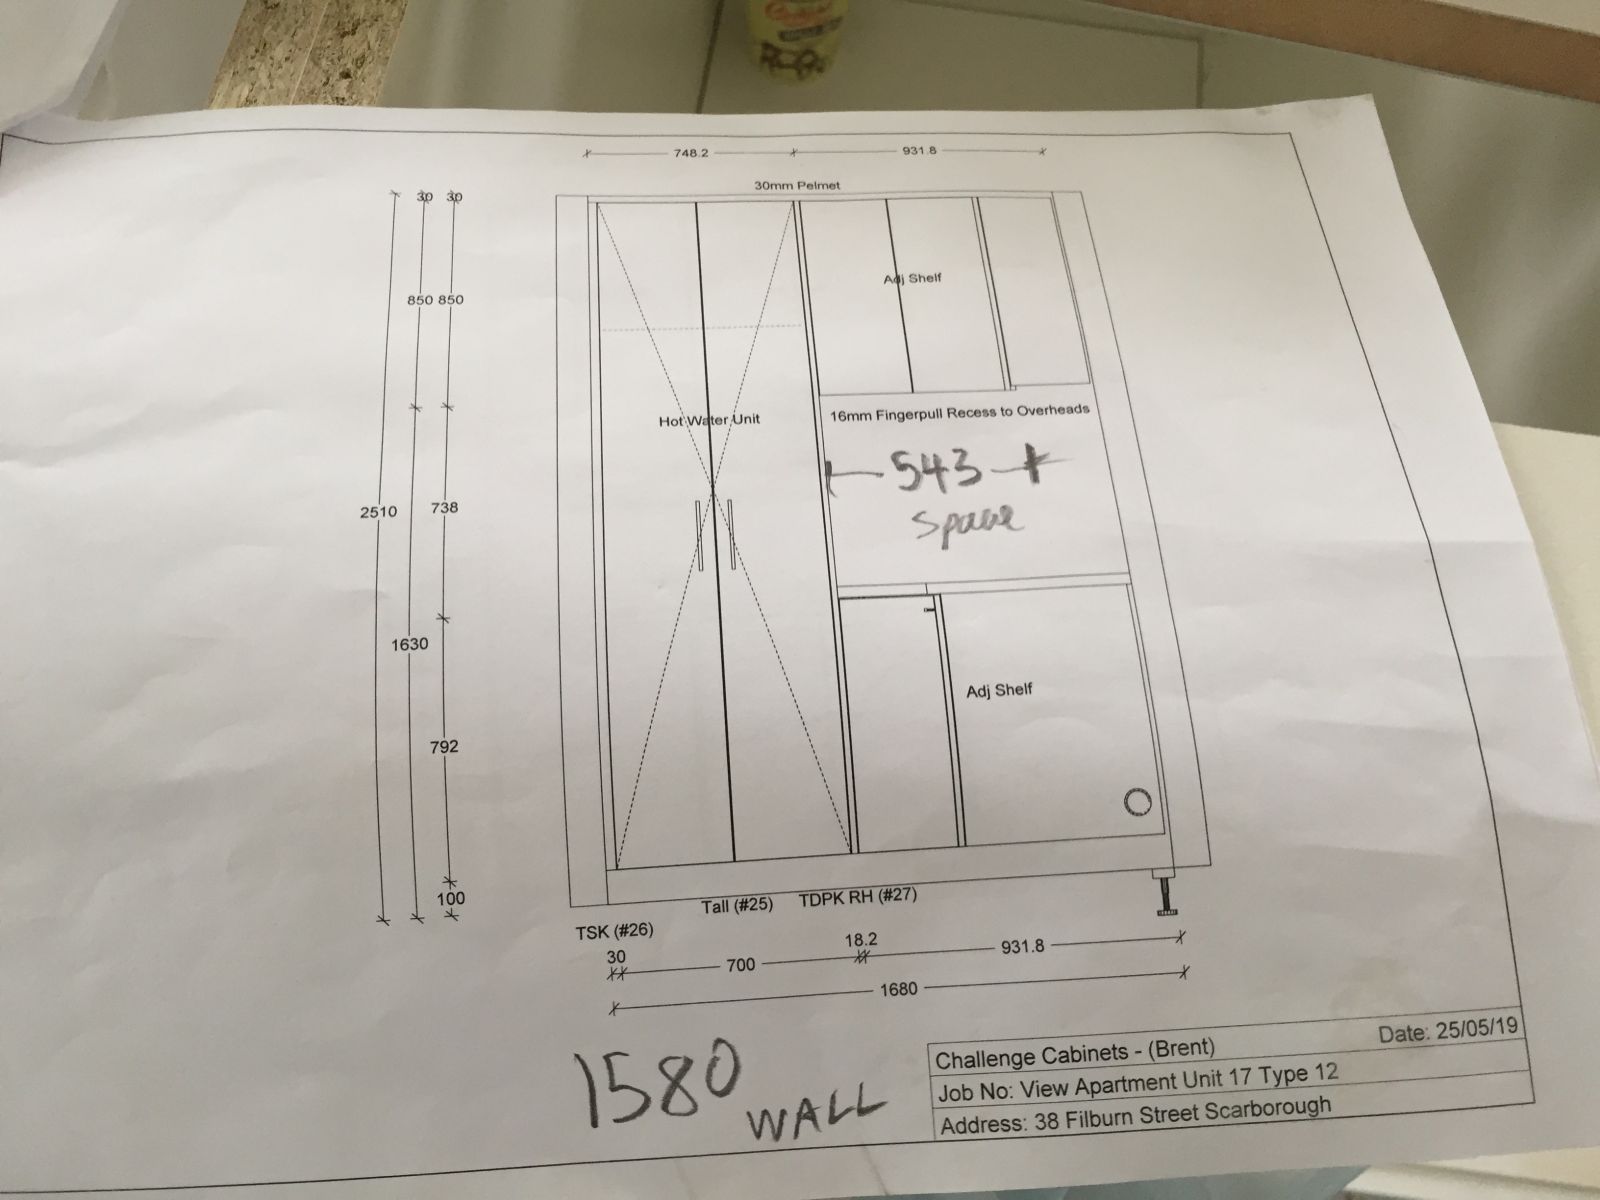 748.2
931.8
30mm Pelmet
30 30
850 850
Adj Shelf
16mm Fingerpull Recess to Overheads
Hot Water Unit
543
space
2510
738
1630
Adj Shelf
792
100
Tall (#25)
TDPK RH (#27)
TSK (#26)
30
700
18.2
931.8
1680
1580 WALL
Challenge Cabinets - (Brent)
Date: 25/05/19
Job No: View Apartment Unit 17 Type 12
Address: 38 Filburn Street Scarborough